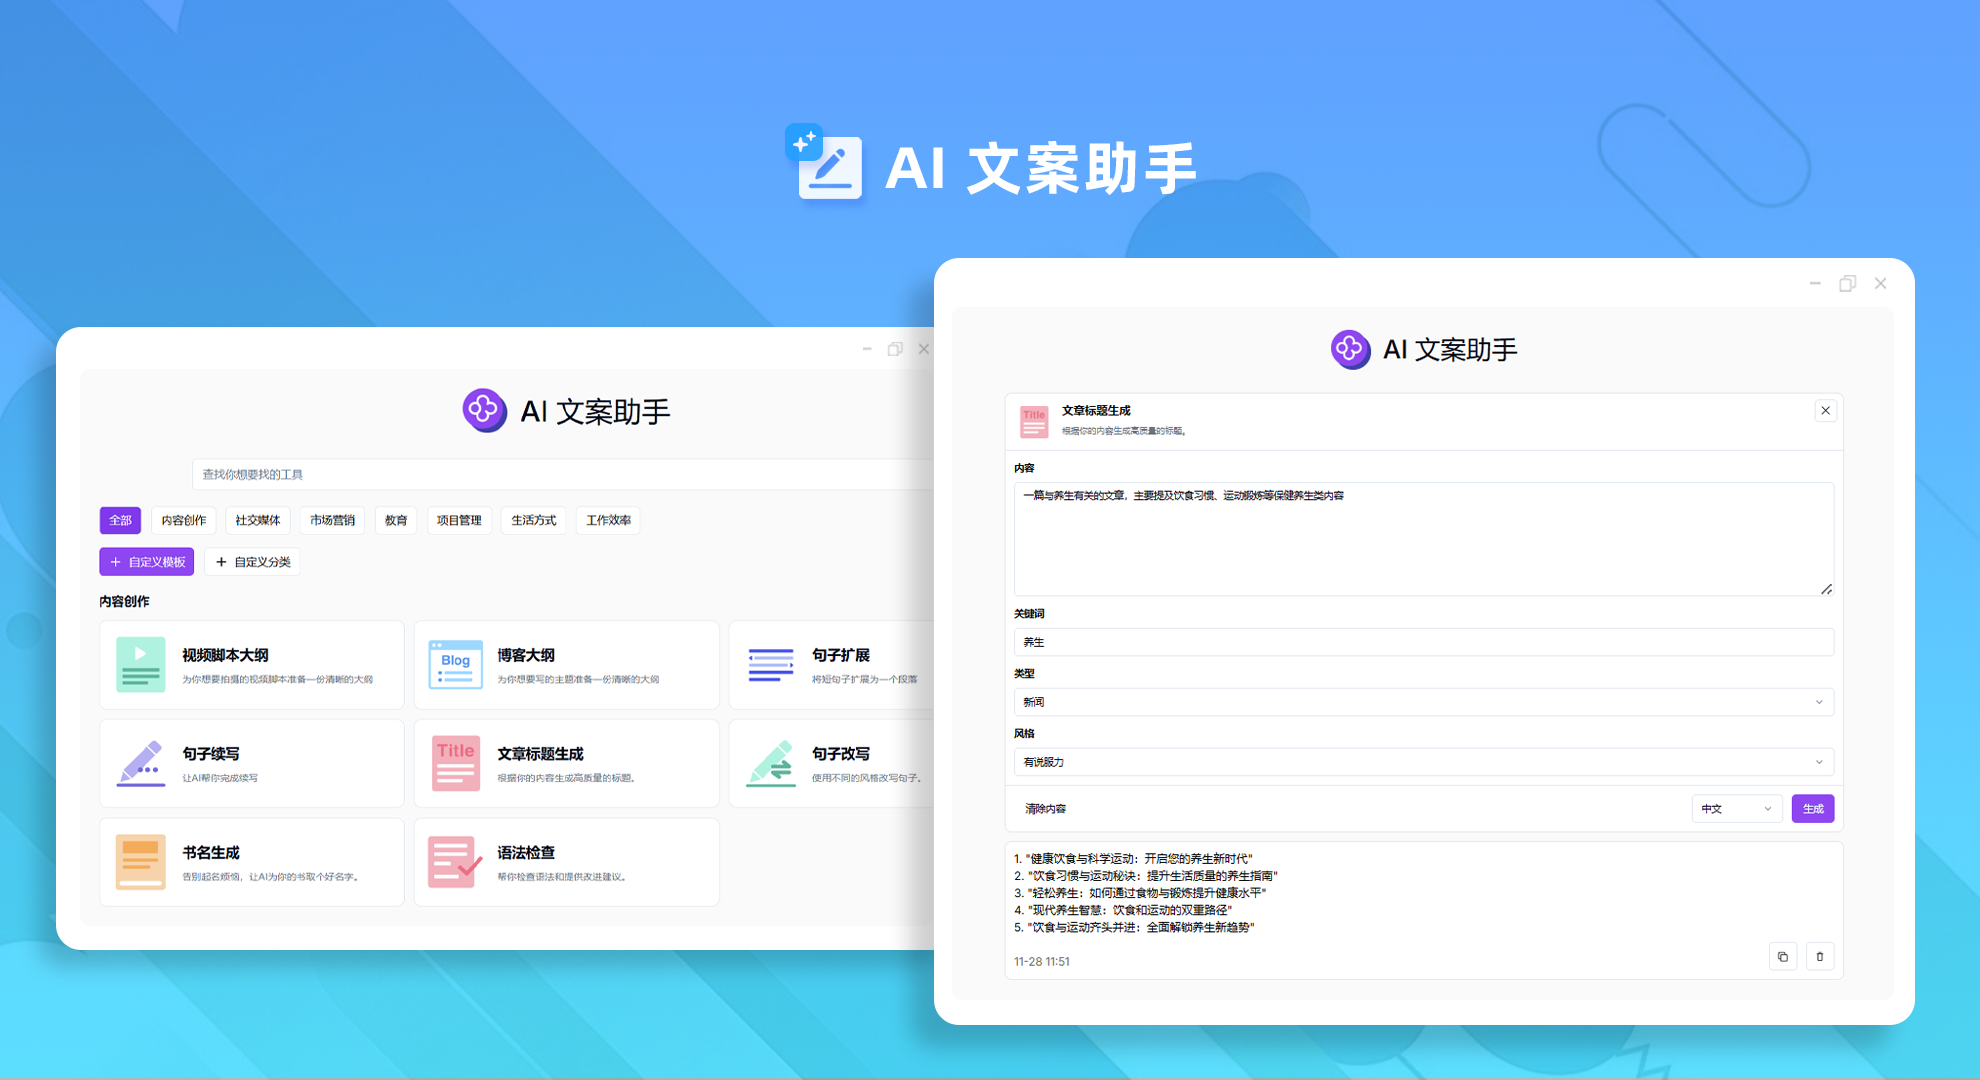 AI 文案助手
AI 文案助手
查找你想要找的工具
全部 内容创作 社交媒体 市场营销 教育 项目管理 生活方式 工作效率
+ 自定义模板 + 自定义分类
内容创作
视频脚本大纲
为你想要拍摄的视频脚本准备一份清晰的大纲
Blog
博客大纲
为你想要写的主题准备一份清晰的大纲
句子扩展
将短句子扩展为一个段落
句子续写
让AI帮你完成续写
Title
文章标题生成
根据你的内容生成高质量的标题。
句子改写
使用不同的风格改写句子。
书名生成
告别起名烦恼，让AI为你的书取个好名字。
语法检查
帮你检查语法和提供改进建议。
AI 文案助手
Title
文章标题生成
根据你的内容生成高质量的标题。
内容
一篇与养生有关的文章，主要提及饮食习惯、运动锻炼等保健养生类内容
关键词
养生
类型
新闻
风格
有说服力
清除内容 中文 生成
1. "健康饮食与科学运动：开启您的养生新时代"
2. "饮食习惯与运动秘诀：提升生活质量的养生指南"
3. "轻松养生：如何通过食物与锻炼提升健康水平"
4. "现代养生智慧：饮食和运动的双重路径"
5. "饮食与运动齐头并进：全面解锁养生新趋势"
11-28 11:51